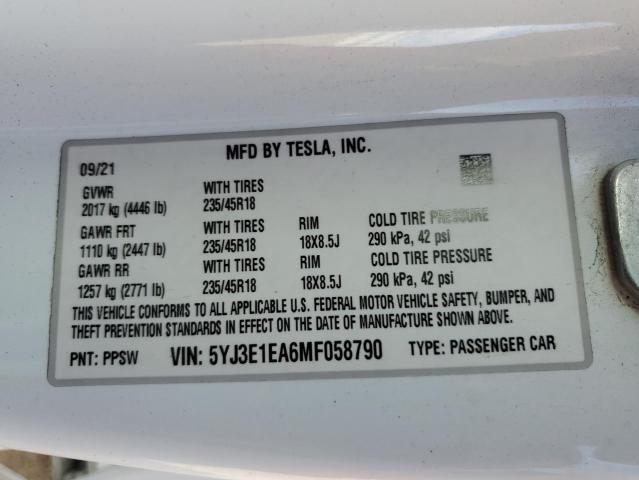 MFD BY TESLA, INC.
09/21
GVWR WITH TIRES
2017 kg (4446 lb) 235/45R18
GAWR FRT WITH TIRES RIM COLD TIRE PRESSURE
1110 kg (2447 lb) 235/45R18 18X8.5J 290 kPa, 42 psi
GAWR RR WITH TIRES RIM COLD TIRE PRESSURE
1257 kg (2771 lb) 235/45R18 18X8.5J 290 kPa, 42 psi
THIS VEHICLE CONFORMS TO ALL APPLICABLE U.S. FEDERAL MOTOR VEHICLE SAFETY, BUMPER, AND
THEFT PREVENTION STANDARDS IN EFFECT ON THE DATE OF MANUFACTURE SHOWN ABOVE.
PNT: PPSW VIN: 5YJ3E1EA6MF058790 TYPE: PASSENGER CAR